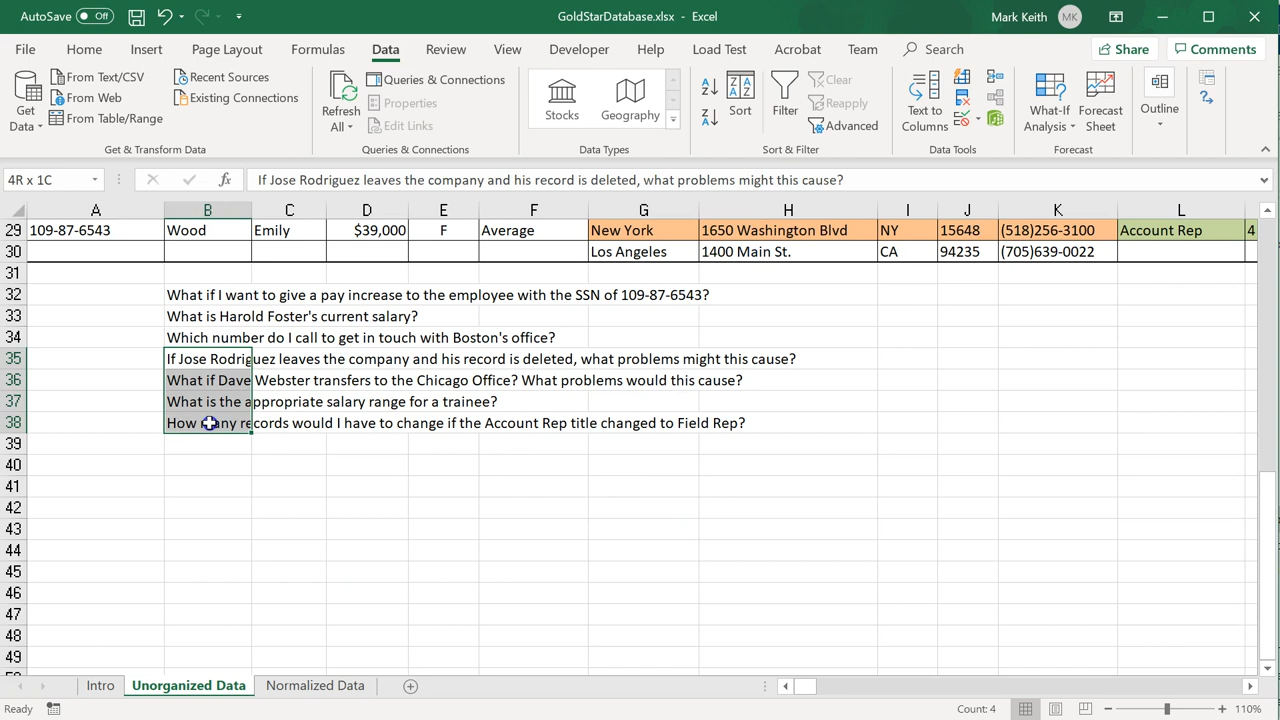 AutoSave Off GoldStarDatabase.xlsx - Excel Mark Keith MK
File Home Insert Page Layout Formulas Data Review View Developer Help Load Test Acrobat Team Search Share Comments
Get Data From Text/CSV From Web From Table/Range Recent Sources Existing Connections
Refresh All Queries & Connections Properties Edit Links
Stocks Geography
Sort Filter Clear Reapply Advanced
Text to Columns What-If Analysis Forecast Sheet Outline
Get & Transform Data Queries & Connections Data Types Sort & Filter Data Tools Forecast
4R x 1C fx If Jose Rodriguez leaves the company and his record is deleted, what problems might this cause?
A B C D E F G H I J K L
29 109-87-6543 Wood Emily $39,000 F Average New York 1650 Washington Blvd NY 15648 (518)256-3100 Account Rep 4
30 Los Angeles 1400 Main St. CA 94235 (705)639-0022
31
32 What if I want to give a pay increase to the employee with the SSN of 109-87-6543?
33 What is Harold Foster's current salary?
34 Which number do I call to get in touch with Boston's office?
35 If Jose Rodriguez leaves the company and his record is deleted, what problems might this cause?
36 What if Dave Webster transfers to the Chicago Office? What problems would this cause?
37 What is the appropriate salary range for a trainee?
38 How many records would I have to change if the Account Rep title changed to Field Rep?
39
40
41
42
43
44
45
46
47
48
49
Intro Unorganized Data Normalized Data
Ready Count: 4 110%